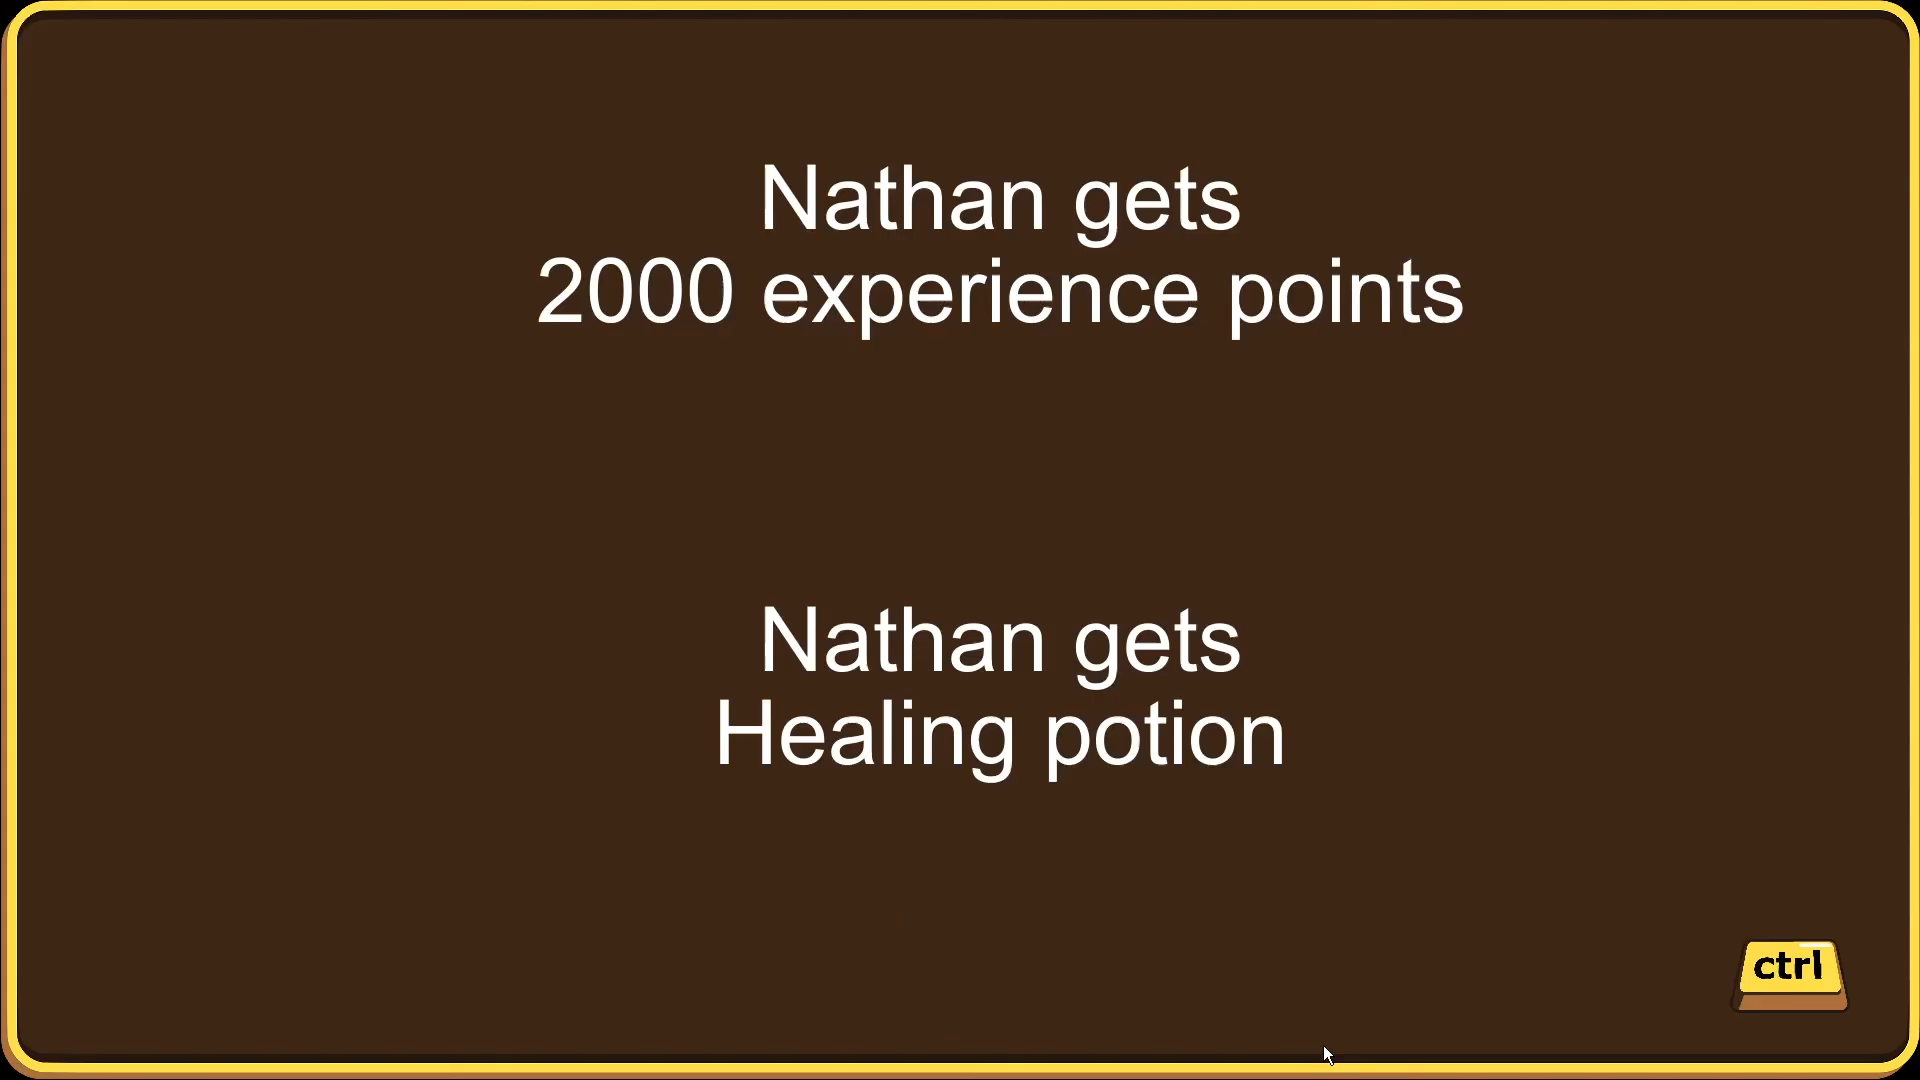 Nathan gets
2000 experience points
Nathan gets
Healing potion
ctrl